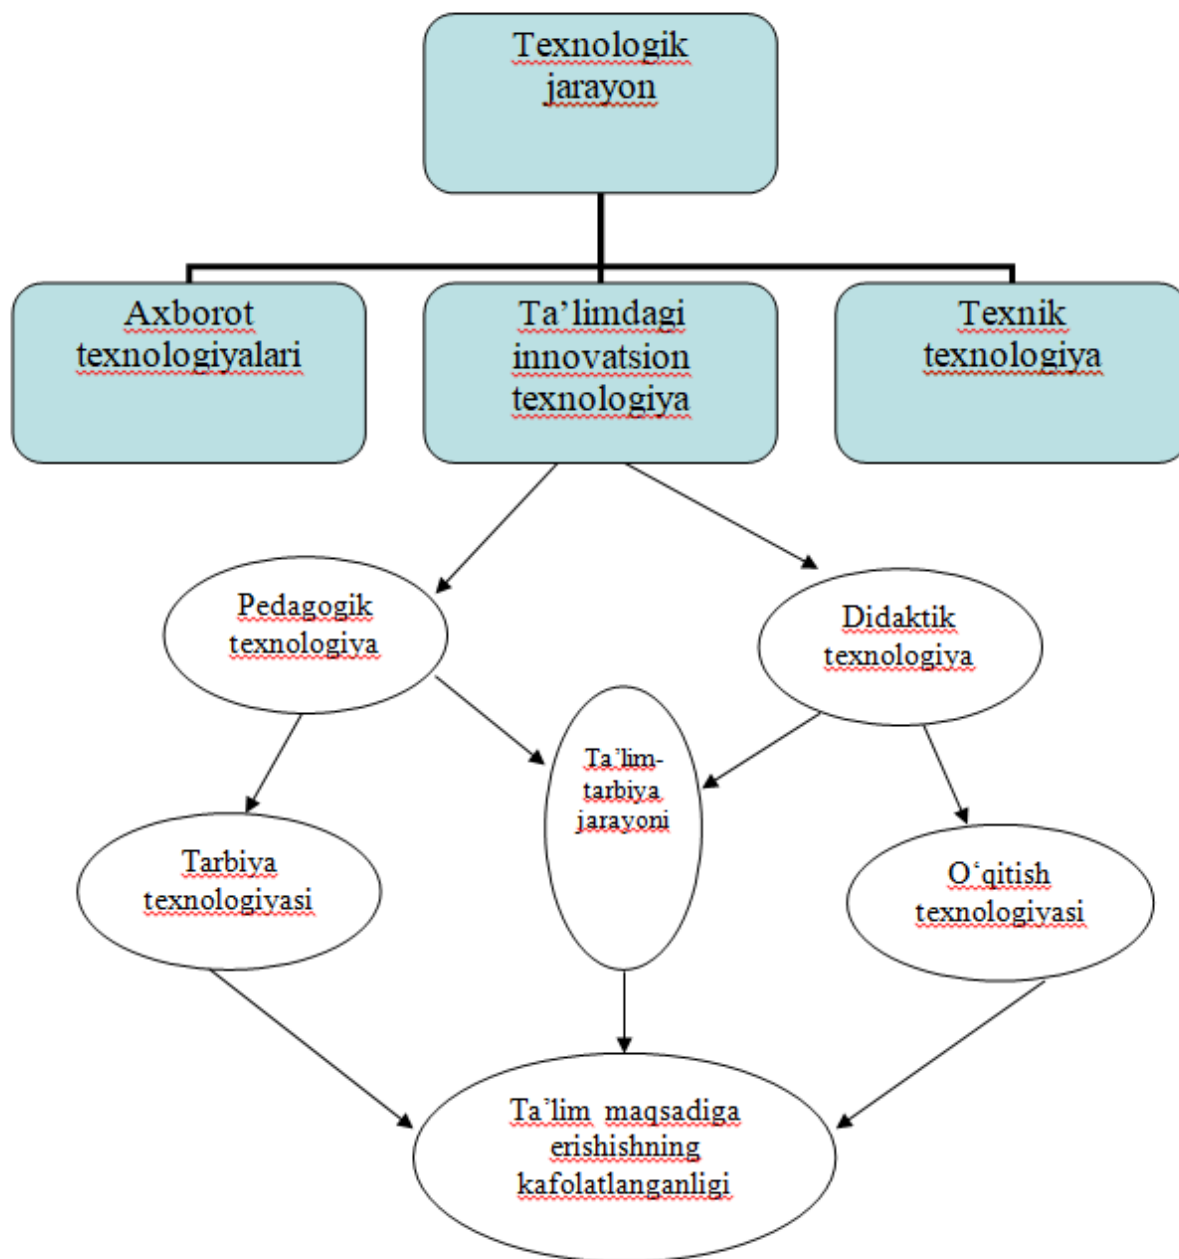 Texnologik
jarayon
Axborot
texnologiyalari
Ta’limdagi
innovatsion
texnologiya
Texnik
texnologiya
Pedagogik
texnologiya
Didaktik
texnologiya
Ta’lim-
tarbiya
jarayoni
Tarbiya
texnologiyasi
O‘qitish
texnologiyasi
Ta’lim maqsadiga
erishishning
kafolatlanganligi